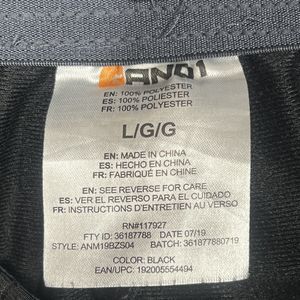 AND1
EN: 100% POLYESTER
ES: 100% POLIESTER
FR: 100% POLYESTER
L/G/G
EN: MADE IN CHINA
ES: HECHO EN CHINA
FR: FABRIQUÉ EN CHINE
EN: SEE REVERSE FOR CARE
ES: VER EL REVERSO PARA EL CUIDADO
FR: INSTRUCTIONS D'ENTRETIEN AU VERSO
RN#117927
FTY ID: 36187788 DATE: 07/19
STYLE: ANM19BZS04 BATCH: 361877880719
COLOR: BLACK
EAN/UPC: 192005554494